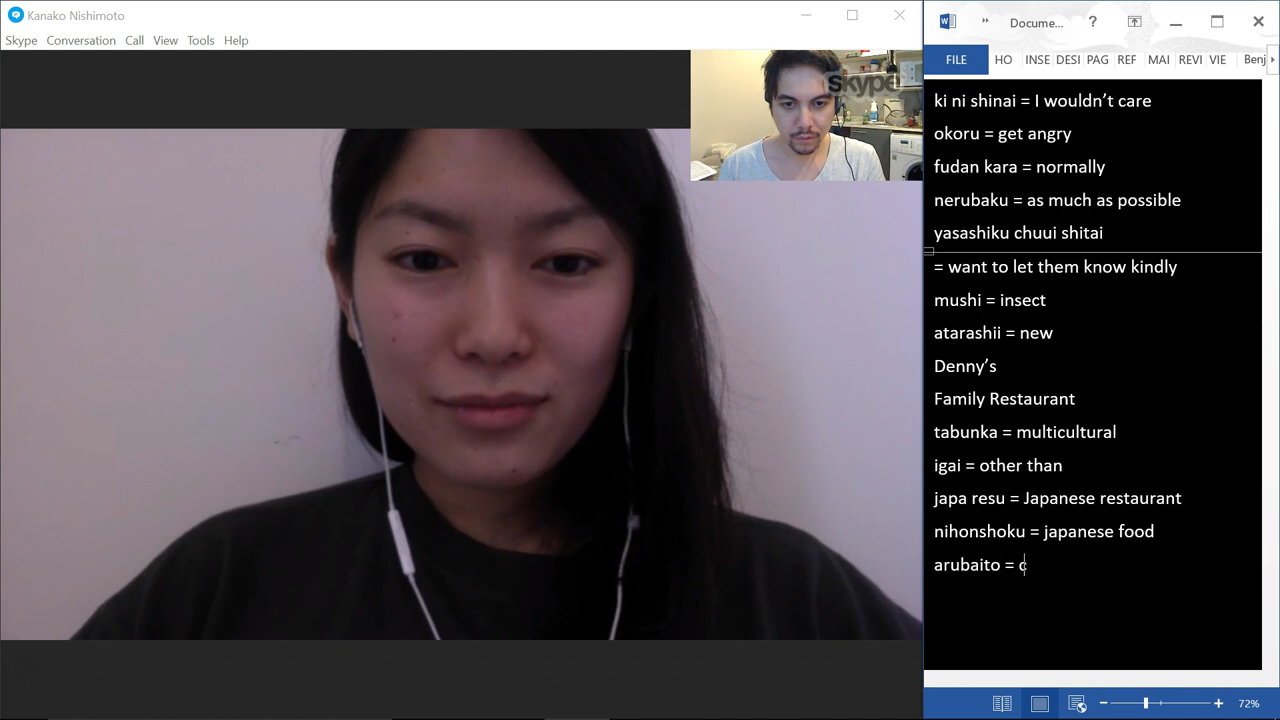 Kanako Nishimoto
Skype Conversation Call View Tools Help
skype
Docume...
FILE HO INSE DESI PAG REF MAI REVI VIE Benj
ki ni shinai = I wouldn’t care
okoru = get angry
fudan kara = normally
nerubaku = as much as possible
yasashiku chuui shitai
= want to let them know kindly
mushi = insect
atarashii = new
Denny’s
Family Restaurant
tabunka = multicultural
igai = other than
japa resu = Japanese restaurant
nihonshoku = japanese food
arubaito = c
72%